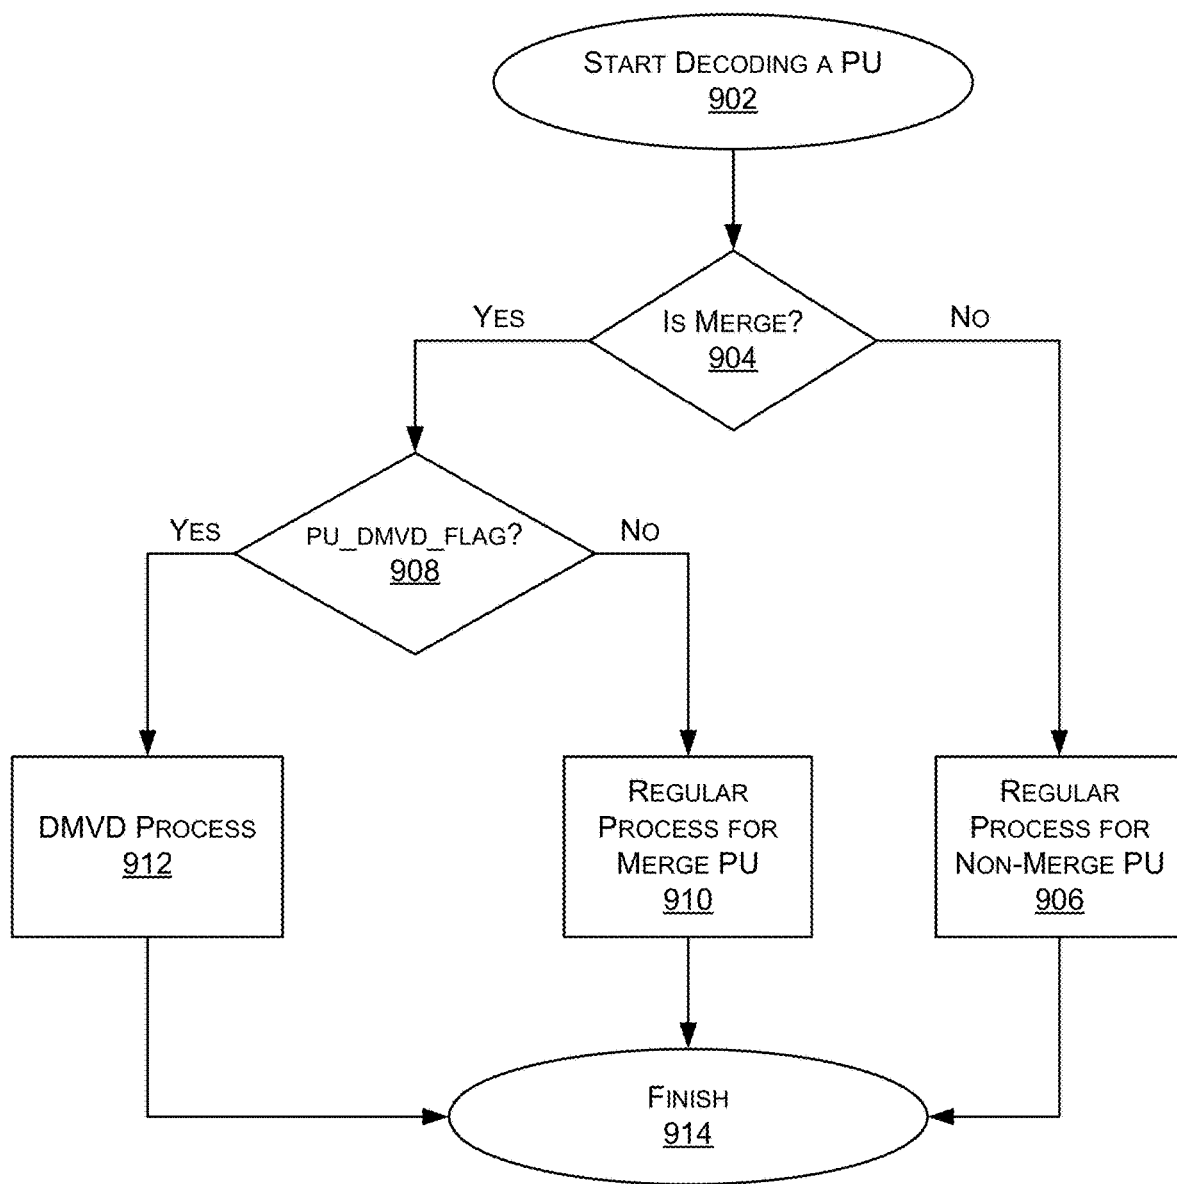 START DECODING A PU
902
YES
IS MERGE?
904
NO
YES
PU_DMVD_FLAG?
908
NO
DMVD PROCESS
912
REGULAR
PROCESS FOR
MERGE PU
910
REGULAR
PROCESS FOR
NON-MERGE PU
906
FINISH
914